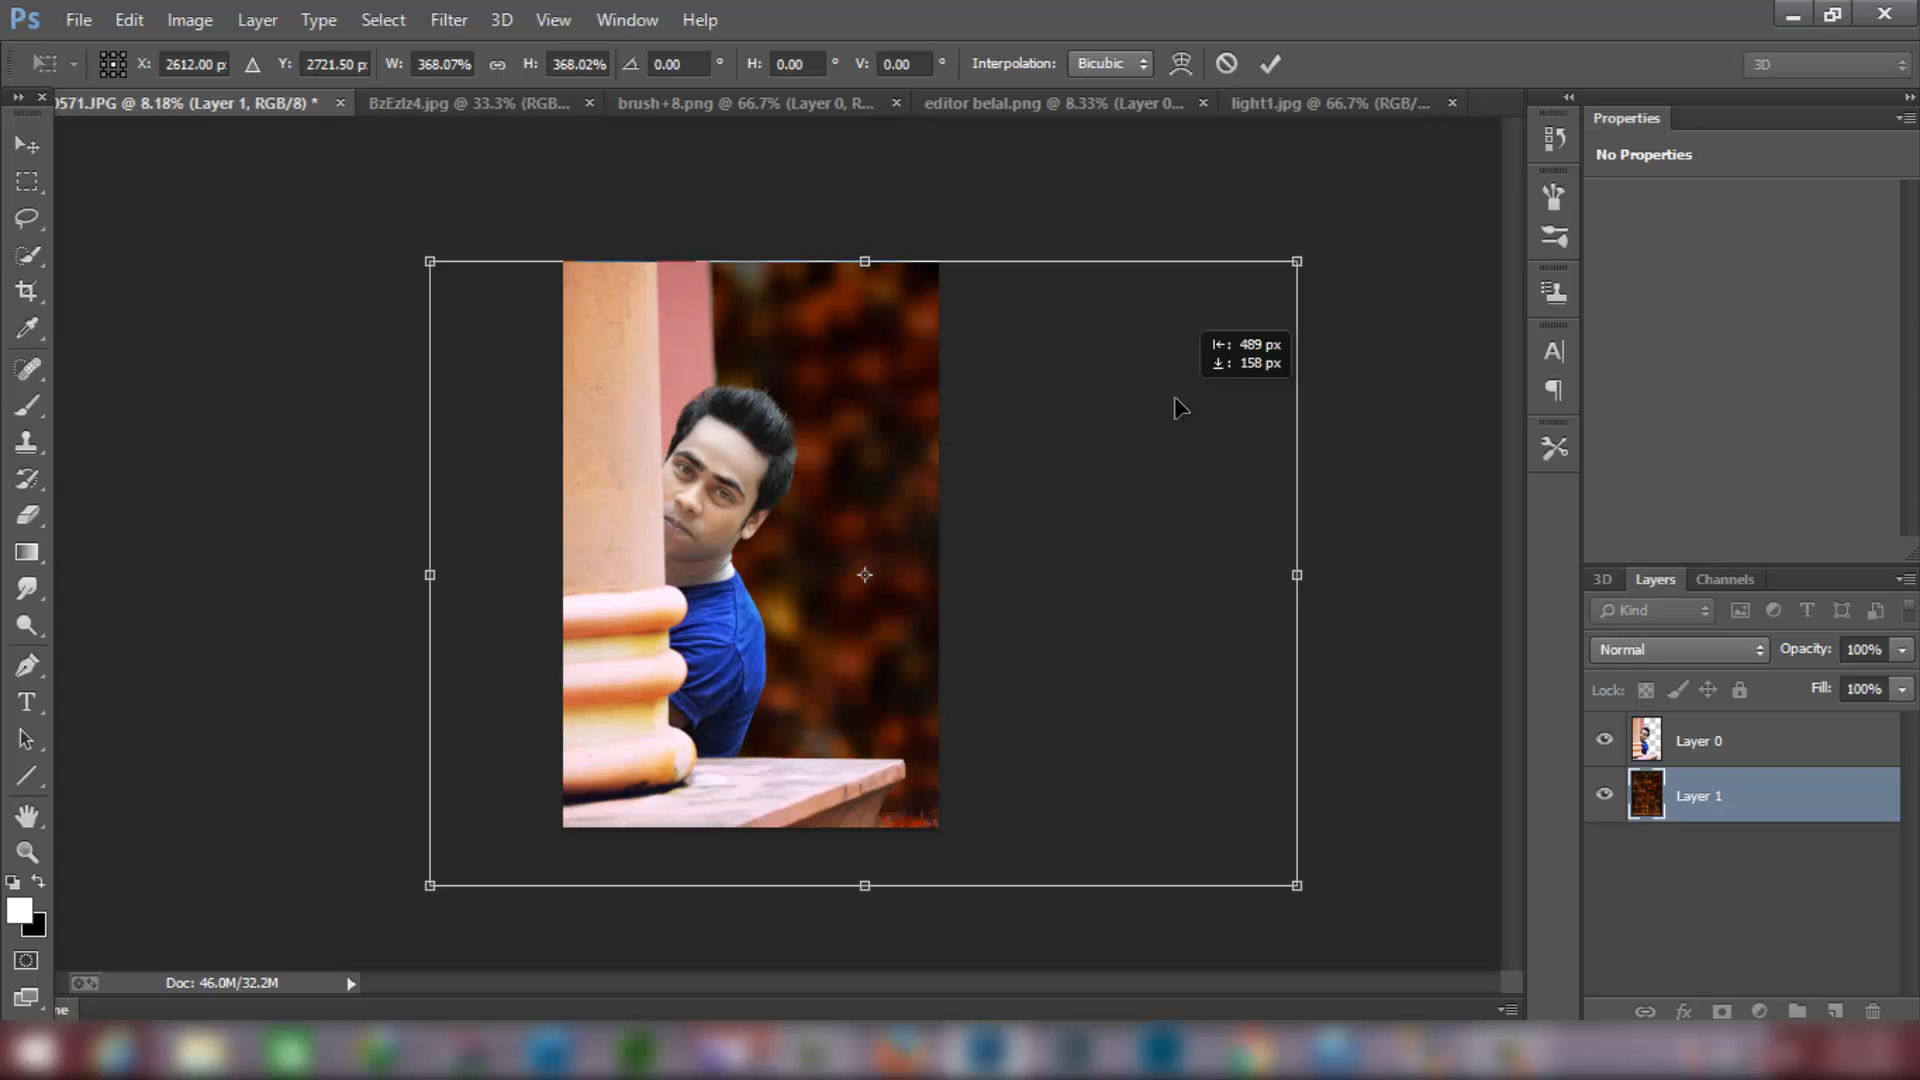 Ps File Edit Image Layer Type Select Filter 3D View Window Help
X: 2612.00 p: Y: 2721.50 p: W: 368.07% H: 368.02% 0.00 ° H: 0.00 ° V: 0.00 ° Interpolation: Bicubic 3D
0571.JPG @ 8.18% (Layer 1, RGB/8) * × BzEzIz4.jpg @ 33.3% (RGB... × brush+8.png @ 66.7% (Layer 0, R... × editor belal.png @ 8.33% (Layer 0... × light1.jpg @ 66.7% (RGB/... ×
Properties
No Properties
489 px
158 px
3D Layers Channels
Kind
Normal Opacity: 100%
Lock: Fill: 100%
Layer 0
Layer 1
Doc: 46.0M/32.2M
ne